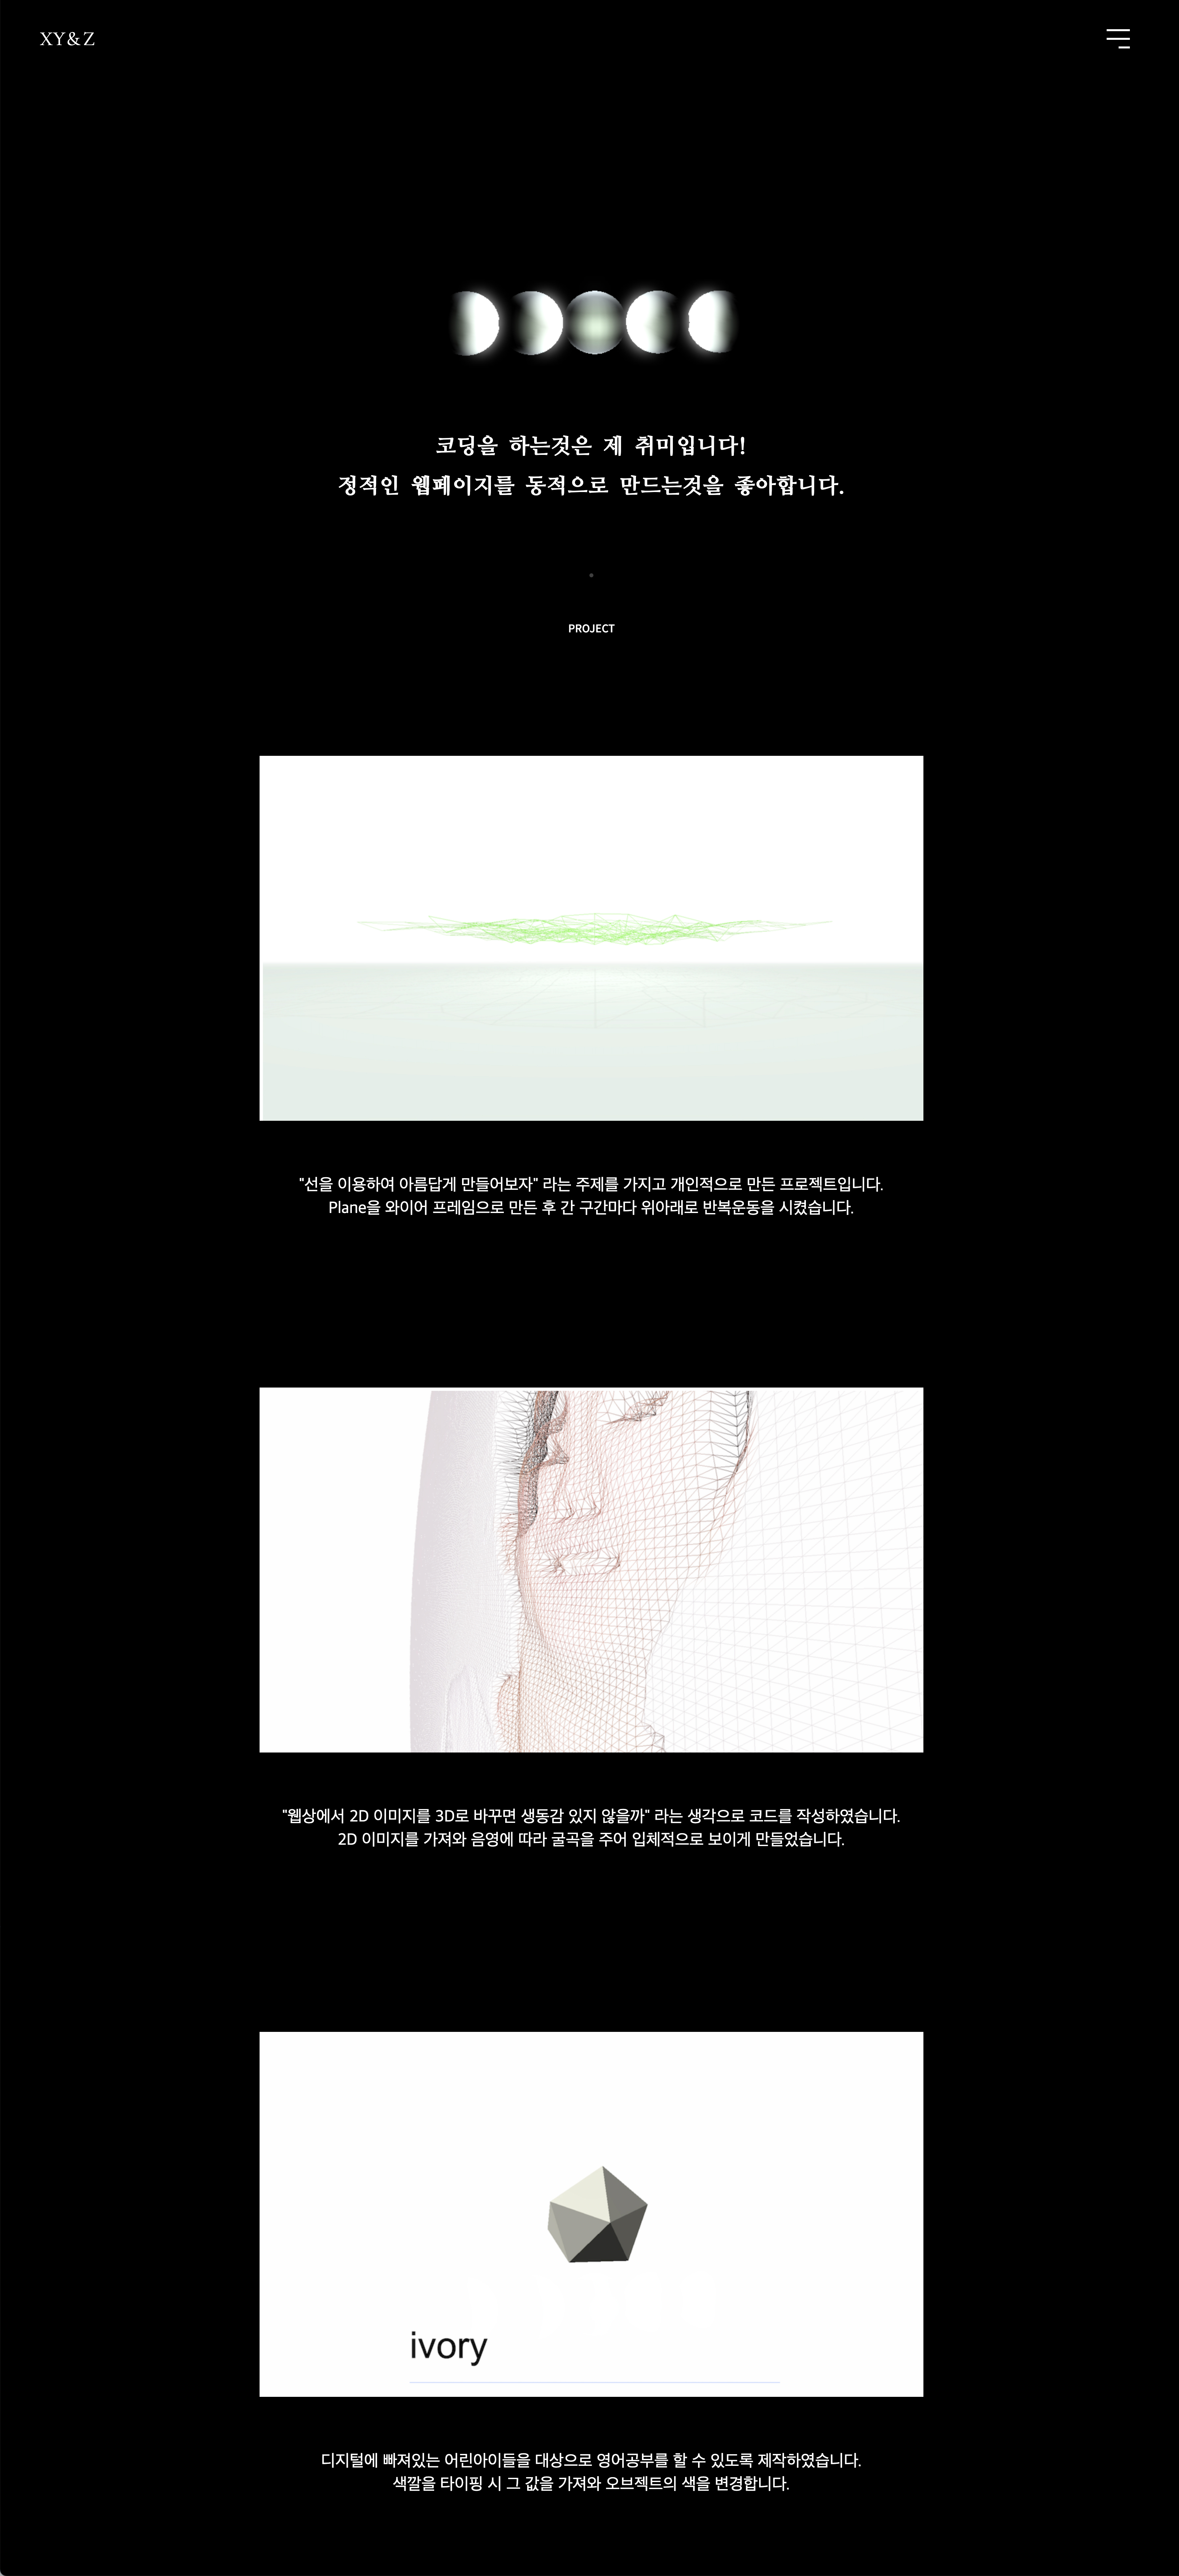 XY&Z
코딩을 하는것은 제 취미입니다!
정적인 웹페이지를 동적으로 만드는것을 좋아합니다.
PROJECT
"선을 이용하여 아름답게 만들어보자" 라는 주제를 가지고 개인적으로 만든 프로젝트입니다.
Plane을 와이어 프레임으로 만든 후 간 구간마다 위아래로 반복운동을 시켰습니다.
"웹상에서 2D 이미지를 3D로 바꾸면 생동감 있지 않을까" 라는 생각으로 코드를 작성하였습니다.
2D 이미지를 가져와 음영에 따라 굴곡을 주어 입체적으로 보이게 만들었습니다.
ivory
디지털에 빠져있는 어린아이들을 대상으로 영어공부를 할 수 있도록 제작하였습니다.
색깔을 타이핑 시 그 값을 가져와 오브젝트의 색을 변경합니다.